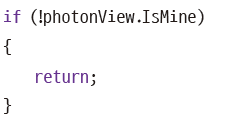 if (!photonView.IsMine)
{
    return;
}